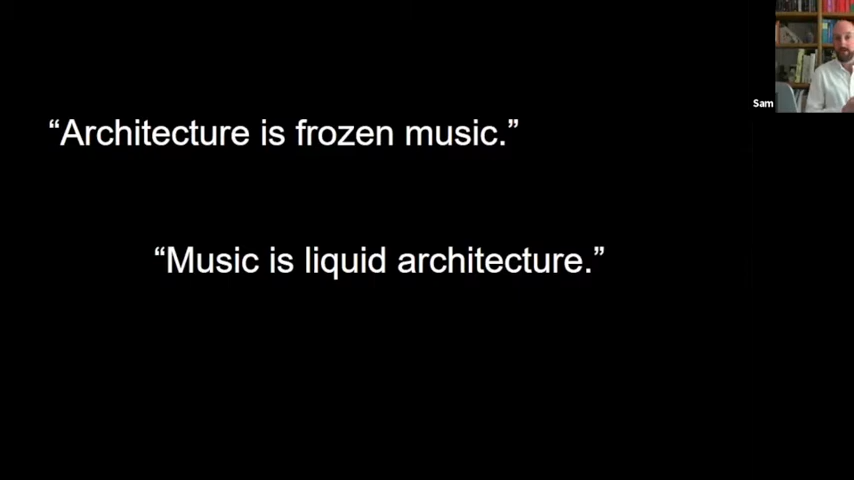 “Architecture is frozen music.”
“Music is liquid architecture.”
Sam